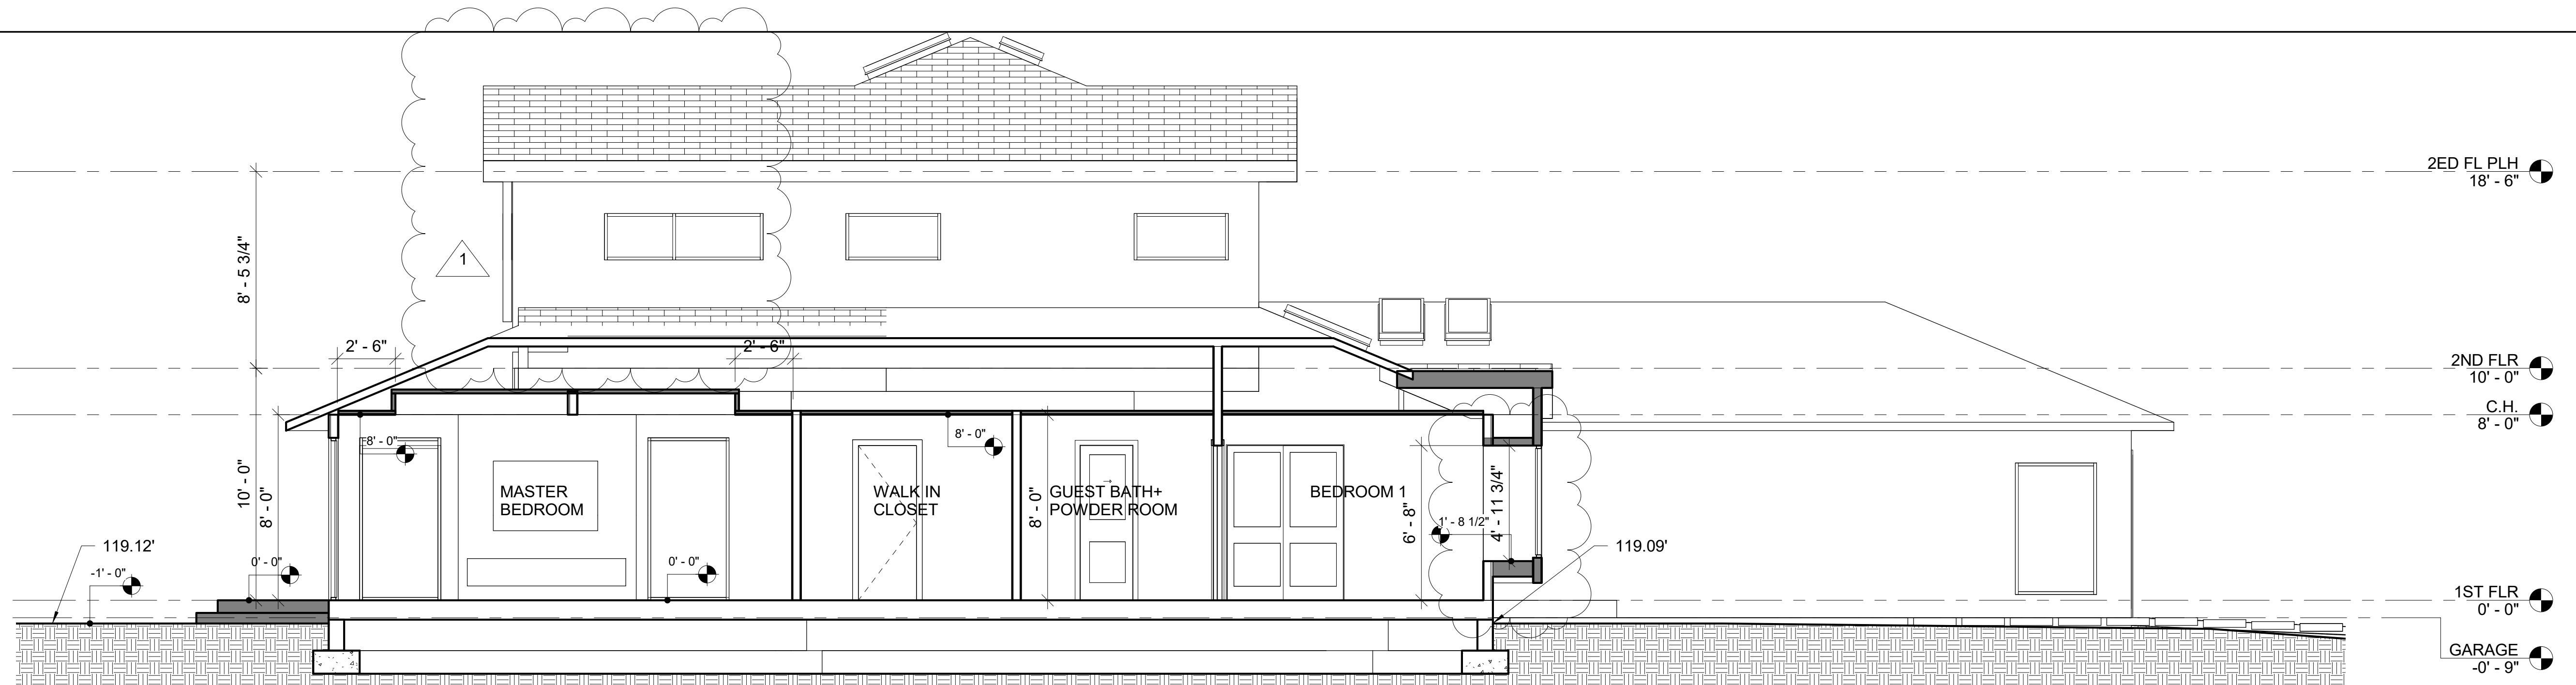 2ED FL PLH
18' - 6"
8' - 5 3/4"
1
2' - 6"
2' - 6"
2ND FLR
10' - 0"
C.H.
8' - 0"
8' - 0"
8' - 0"
10' - 0"
8' - 0"
MASTER
BEDROOM
WALK IN
CLOSET
8' - 0"
GUEST BATH+
POWDER ROOM
BEDROOM 1
6' - 8"
1' - 8 1/2"
4' - 11 3/4"
119.12'
-1' - 0"
0' - 0"
0' - 0"
119.09'
1ST FLR
0' - 0"
GARAGE
-0' - 9"